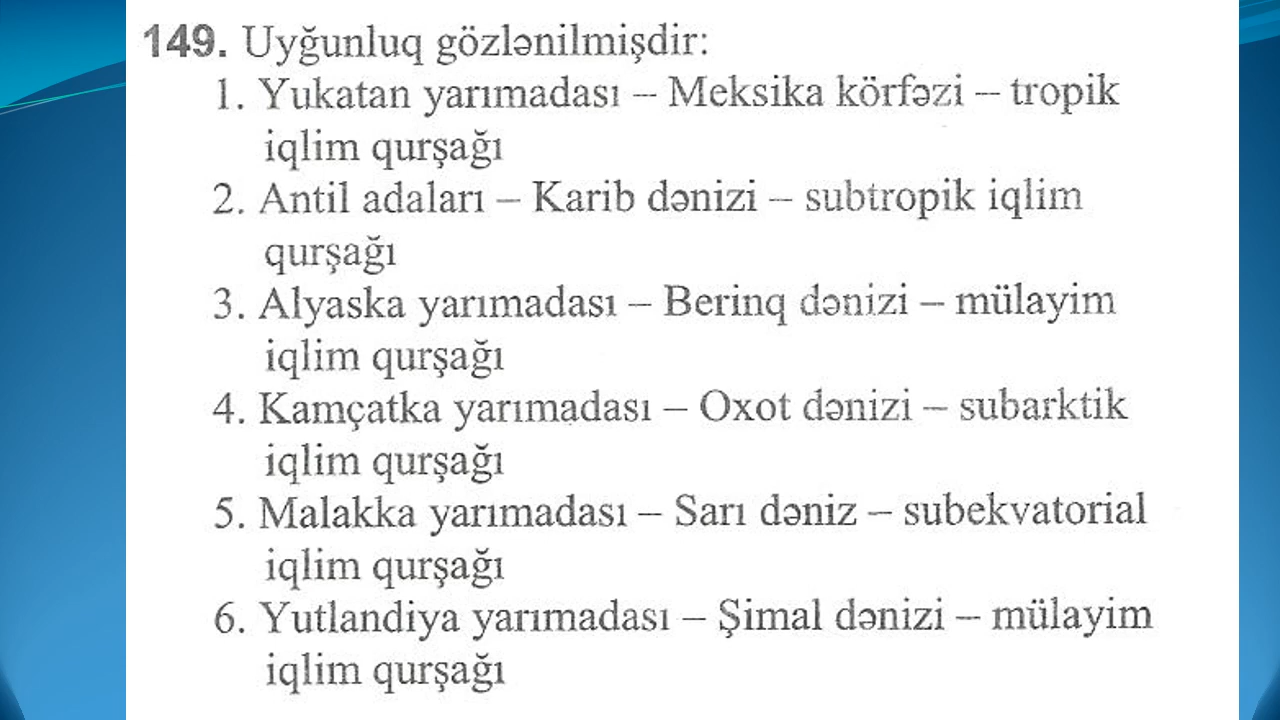 149. Uyğunluq gözlənilmişdir:
1. Yukatan yarımadası – Meksika körfəzi – tropik
iqlim qurşağı
2. Antil adaları – Karib dənizi – subtropik iqlim
qurşağı
3. Alyaska yarımadası – Berinq dənizi – mülayim
iqlim qurşağı
4. Kamçatka yarımadası – Oxot dənizi – subarktik
iqlim qurşağı
5. Malakka yarımadası – Sarı dəniz – subekvatorial
iqlim qurşağı
6. Yutlandiya yarımadası – Şimal dənizi – mülayim
iqlim qurşağı